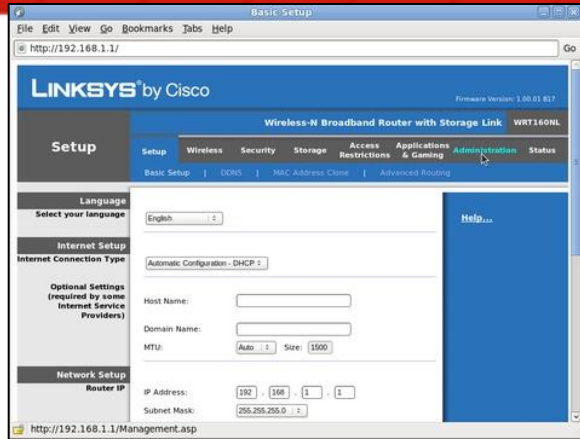 Basic Setup
File Edit View Go Bookmarks Tabs Help
http://192.168.1.1/
Go
LINKSYS® by Cisco
Firmware Version: 1.00.01 B17
Wireless-N Broadband Router with Storage Link WRT160NL
Setup
Setup Wireless Security Storage Access Restrictions Applications & Gaming Administration Status
Basic Setup | DDNS | MAC Address Clone | Advanced Routing
Language
Select your language
English
Help...
Internet Setup
Internet Connection Type
Automatic Configuration - DHCP
Optional Settings
(required by some
Internet Service
Providers)
Host Name:
Domain Name:
MTU: Auto Size: 1500
Network Setup
Router IP
IP Address: 192 . 168 . 1 . 1
Subnet Mask: 255.255.255.0
http://192.168.1.1/Management.asp